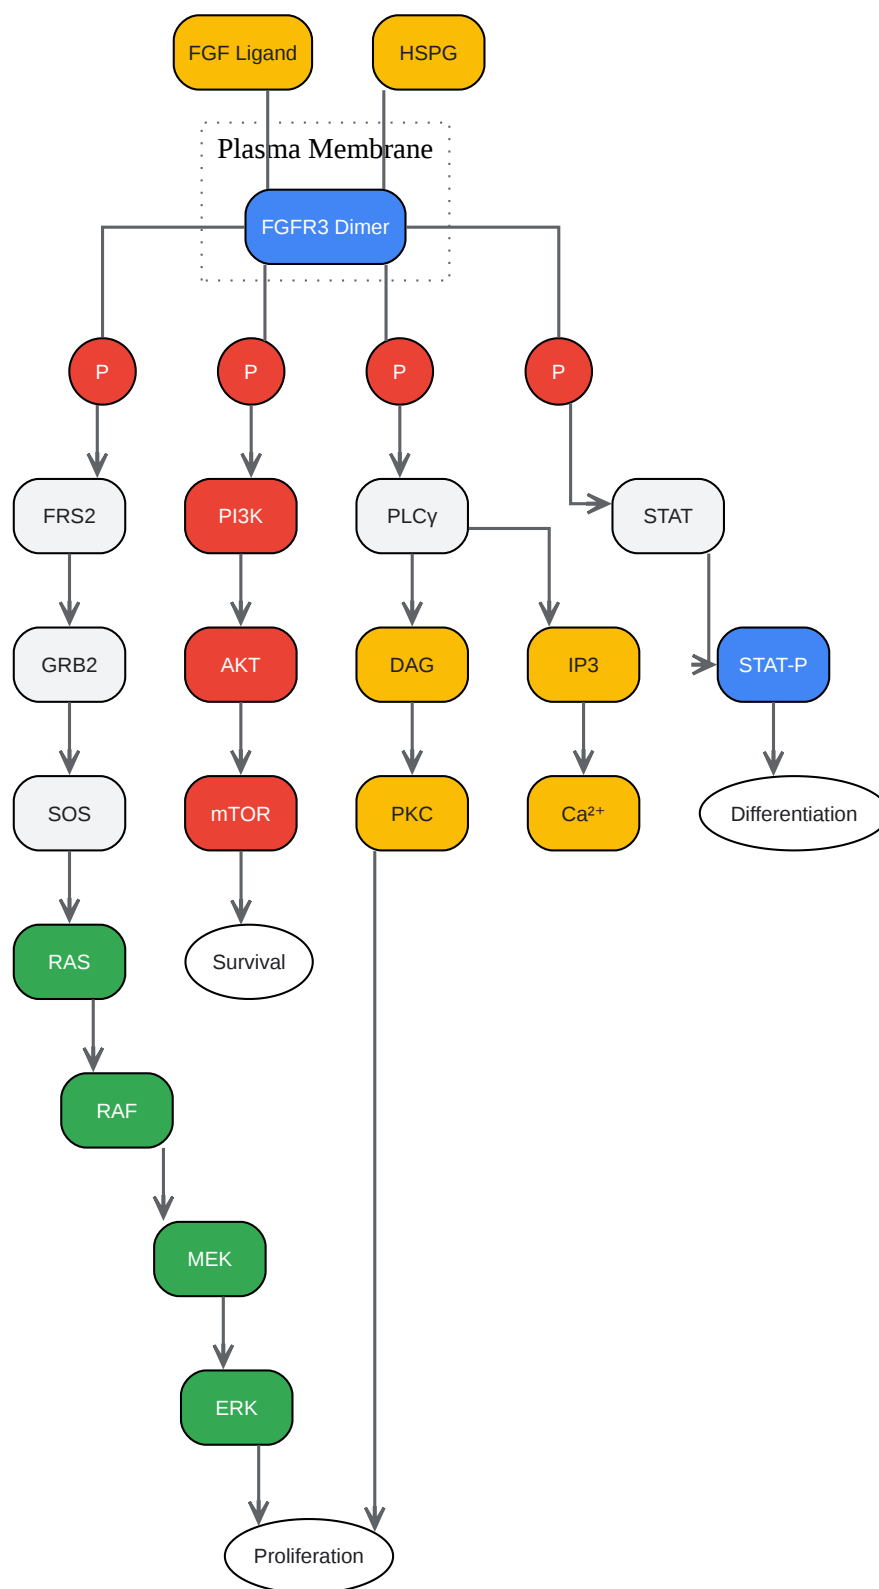 FGF Ligand
HSPG
Plasma Membrane
FGFR3 Dimer
P
P
P
P
FRS2
PI3K
PLCγ
STAT
GRB2
AKT
DAG
IP3
STAT-P
SOS
mTOR
PKC
Ca²⁺
Differentiation
RAS
Survival
RAF
MEK
ERK
Proliferation